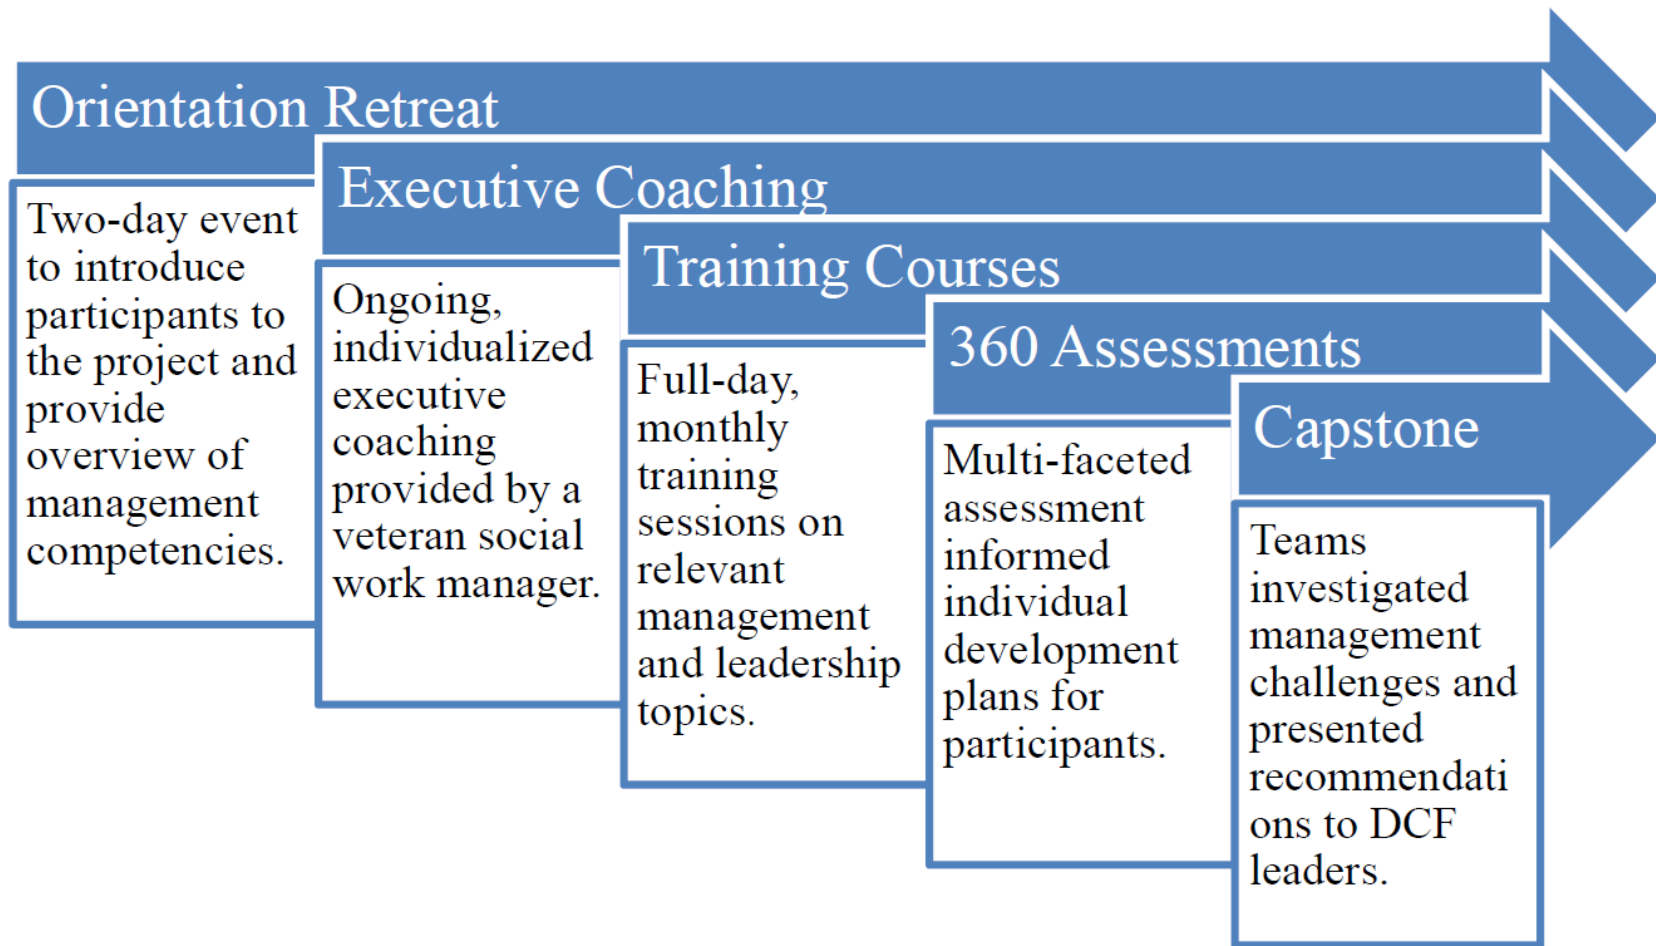 Orientation Retreat
Two-day event
to introduce
participants to
the project and
provide
overview of
management
competencies.
Executive Coaching
Ongoing,
individualized
executive
coaching
provided by a
veteran social
work manager.
Training Courses
Full-day,
monthly
training
sessions on
relevant
management
and leadership
topics.
360 Assessments
Multi-faceted
assessment
informed
individual
development
plans for
participants.
Capstone
Teams
investigated
management
challenges and
presented
recommendati
ons to DCF
leaders.